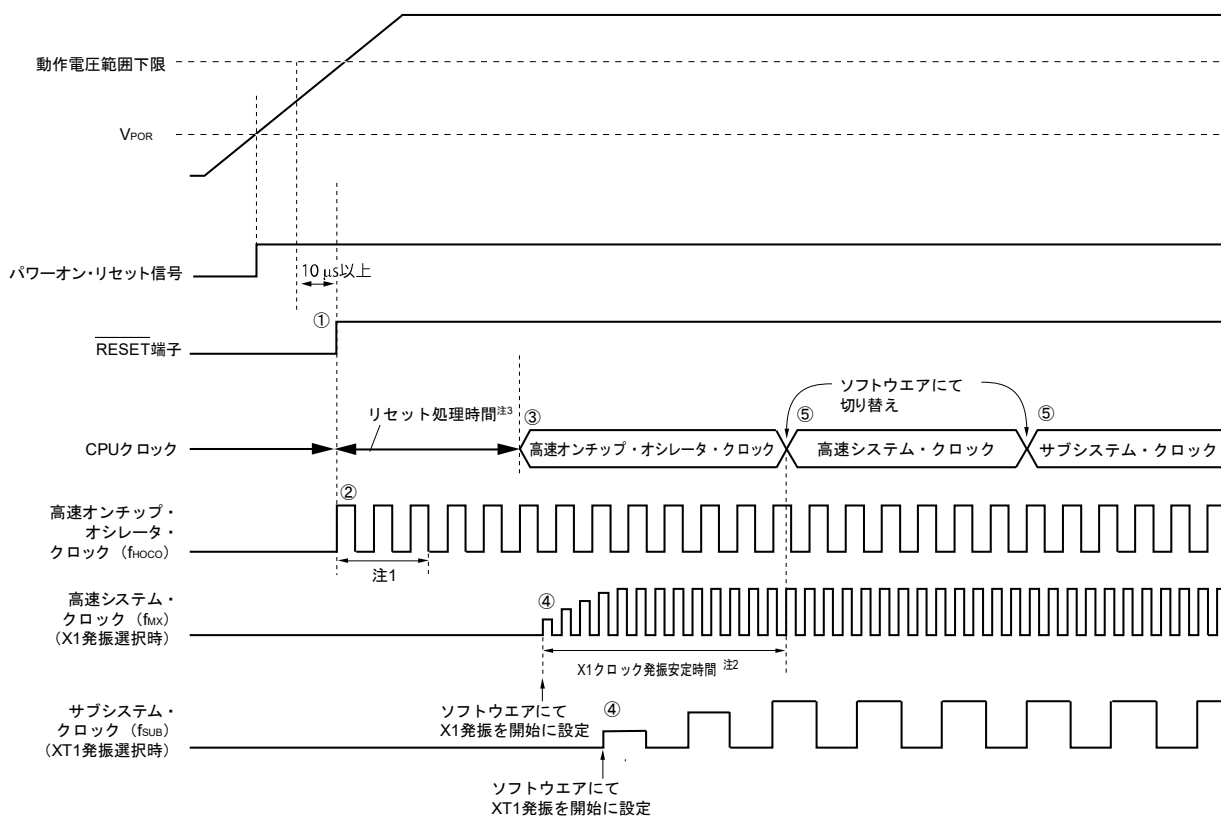 動作電圧範囲下限
VPOR
パワーオン・リセット信号
10 μs以上
①
RESET端子
リセット処理時間注3
③
⑤
ソフトウエアにて
切り替え
⑤
CPUクロック
高速オンチップ・オシレータ・クロック
高速システム・クロック
サブシステム・クロック
②
高速オンチップ・
オシレータ・
クロック（fHOCO）
注1
高速システム・
クロック（fMX）
（X1発振選択時）
④
X1クロック発振安定時間 注2
ソフトウエアにて
X1発振を開始に設定
サブシステム・
クロック（fSUB）
（XT1発振選択時）
④
ソフトウエアにて
XT1発振を開始に設定